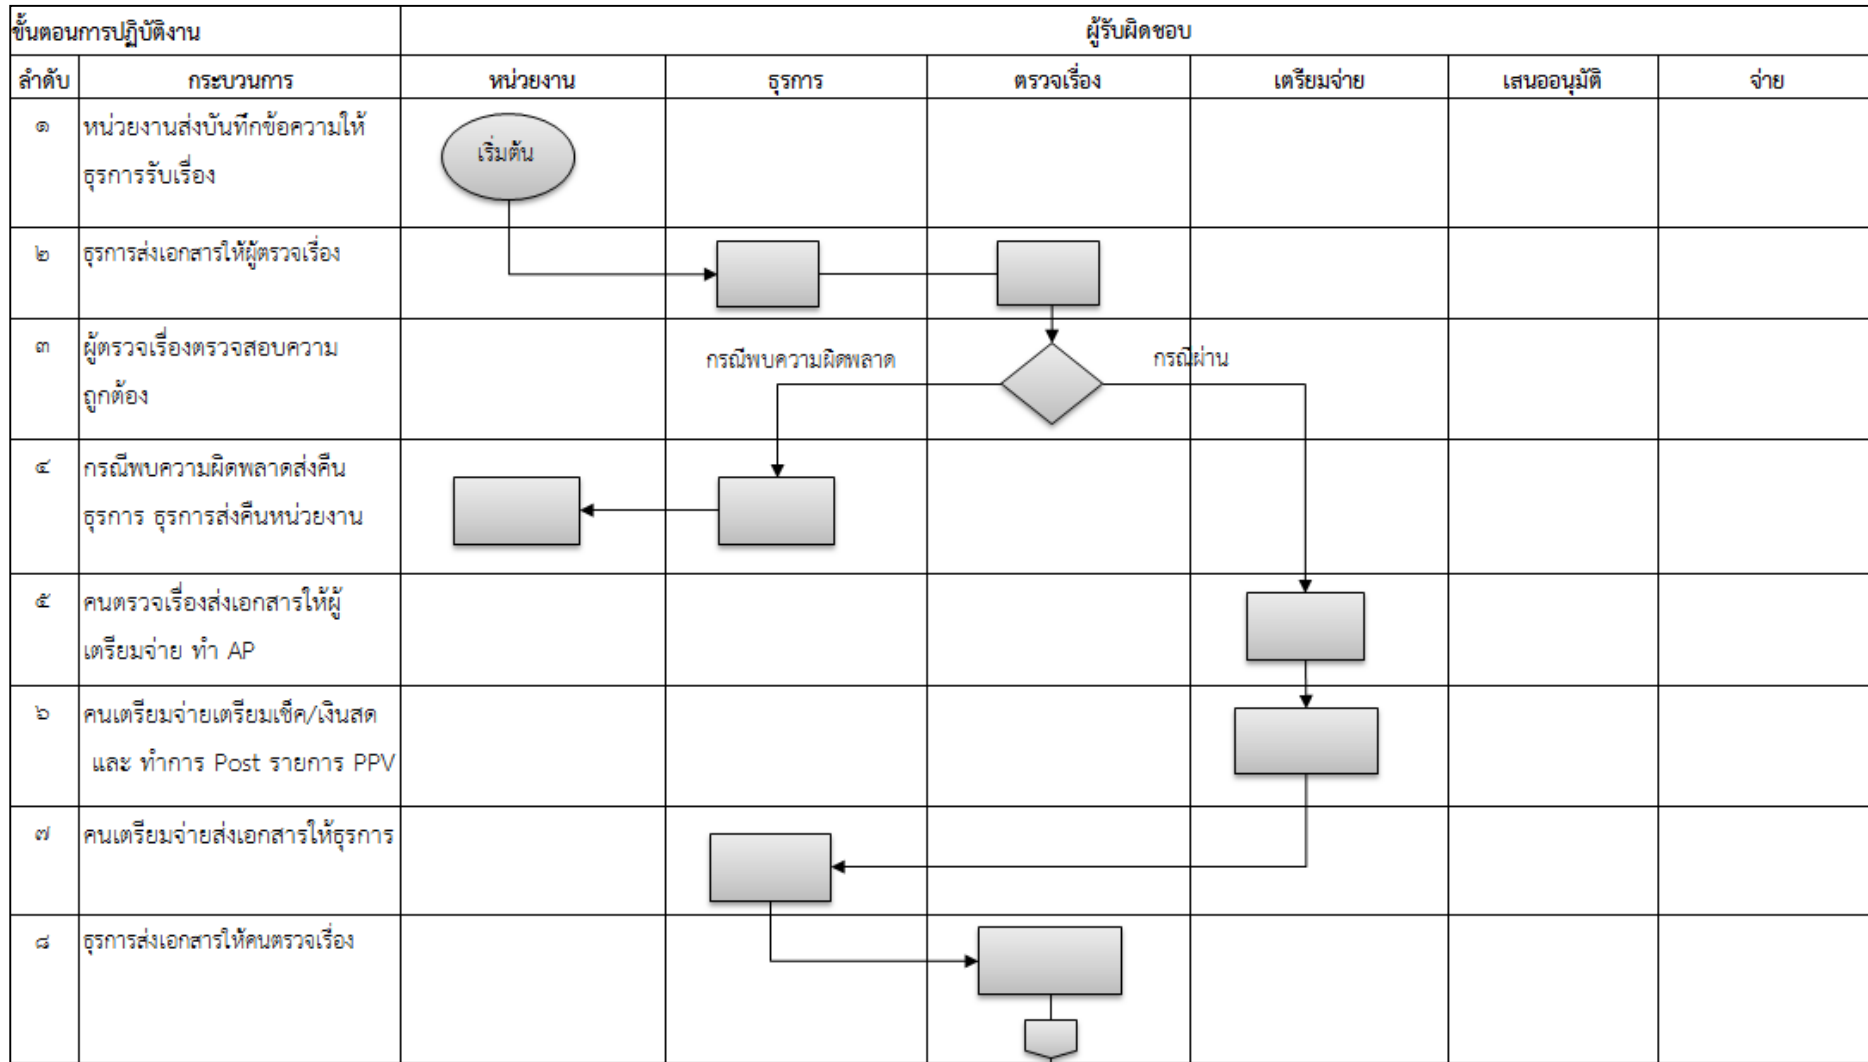 ขั้นตอนการปฏิบัติงาน
ผู้รับผิดชอบ
ลำดับ
กระบวนการ
หน่วยงาน
ธุรการ
ตรวจเรื่อง
เตรียมจ่าย
เสนออนุมัติ
จ่าย
๑
หน่วยงานส่งบันทึกข้อความให้
ธุรการรับเรื่อง
เริ่มต้น
๒
ธุรการส่งเอกสารให้ผู้ตรวจเรื่อง
๓
ผู้ตรวจเรื่องตรวจสอบความ
ถูกต้อง
กรณีพบความผิดพลาด
กรณีผ่าน
๔
กรณีพบความผิดพลาดส่งคืน
ธุรการ ธุรการส่งคืนหน่วยงาน
๕
คนตรวจเรื่องส่งเอกสารให้ผู้
เตรียมจ่าย ทำ AP
๖
คนเตรียมจ่ายเตรียมเช็ค/เงินสด
และ ทำการ Post รายการ PPV
๗
คนเตรียมจ่ายส่งเอกสารให้ธุรการ
๘
ธุรการส่งเอกสารให้คนตรวจเรื่อง